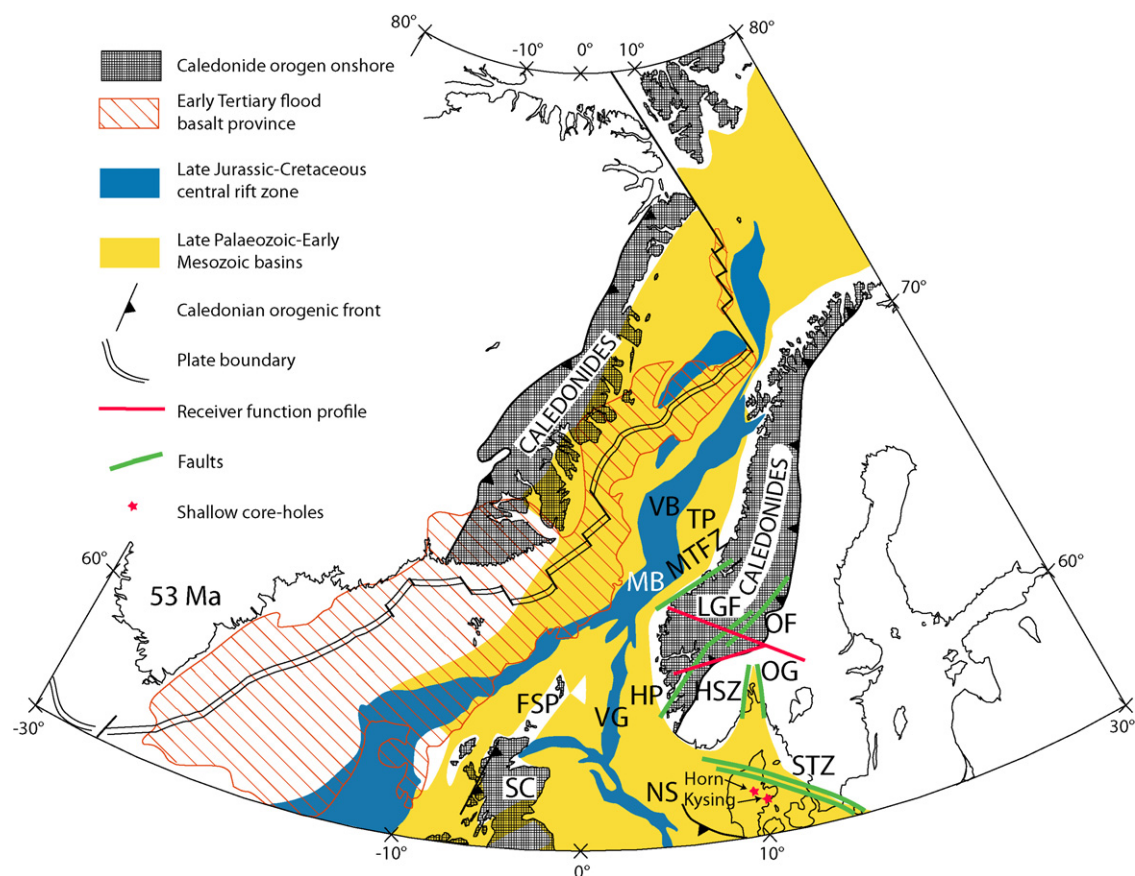 80°
-10°
0°
10°
80°
Caledonide orogen onshore
Early Tertiary flood
basalt province
Late Jurassic-Cretaceous
central rift zone
Late Palaeozoic-Early
Mesozoic basins
Caledonian orogenic front
Plate boundary
Receiver function profile
Faults
Shallow core-holes
70°
CALEDONIDES
CALEDONIDES
VB
TP
MTFZ
MB
60°
60°
53 Ma
LGF
OF
OG
HP
HSZ
FSP
VG
-30°
30°
STZ
SC
NS
Horn
Kysing
-10°
0°
10°